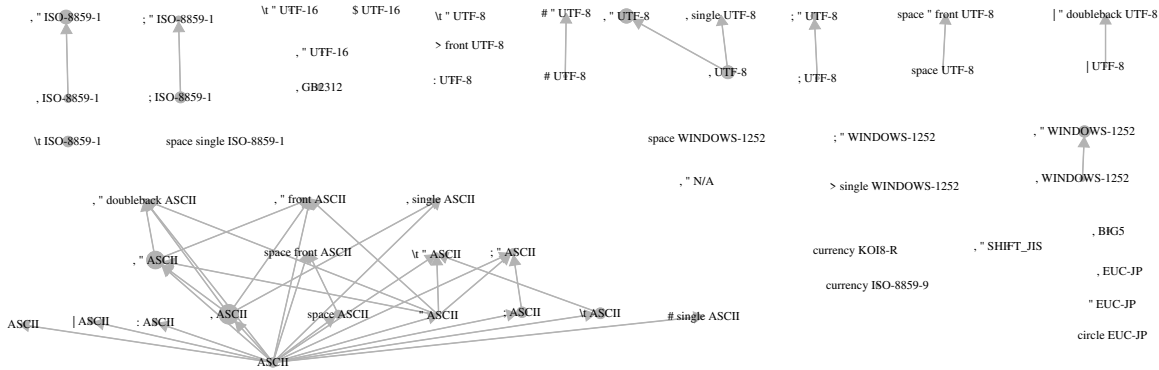 , " ISO-8859-1
; " ISO-8859-1
\t " UTF-16
$ UTF-16
\t " UTF-8
# " UTF-8
, " UTF-8
, single UTF-8
; " UTF-8
space " front UTF-8
| " doubleback UTF-8
, " UTF-16
> front UTF-8
, ISO-8859-1
; ISO-8859-1
, GB2312
: UTF-8
# UTF-8
, UTF-8
; UTF-8
space UTF-8
| UTF-8
\t ISO-8859-1
space single ISO-8859-1
space WINDOWS-1252
; " WINDOWS-1252
, " WINDOWS-1252
, " N/A
> single WINDOWS-1252
, WINDOWS-1252
, " doubleback ASCII
, " front ASCII
, single ASCII
, " ASCII
space front ASCII
\t " ASCII
; " ASCII
currency KOI8-R
, " SHIFT_JIS
, BIG5
currency ISO-8859-9
, EUC-JP
" EUC-JP
circle EUC-JP
ASCII
| ASCII
: ASCII
, ASCII
space ASCII
" ASCII
; ASCII
\t ASCII
# single ASCII
ASCII